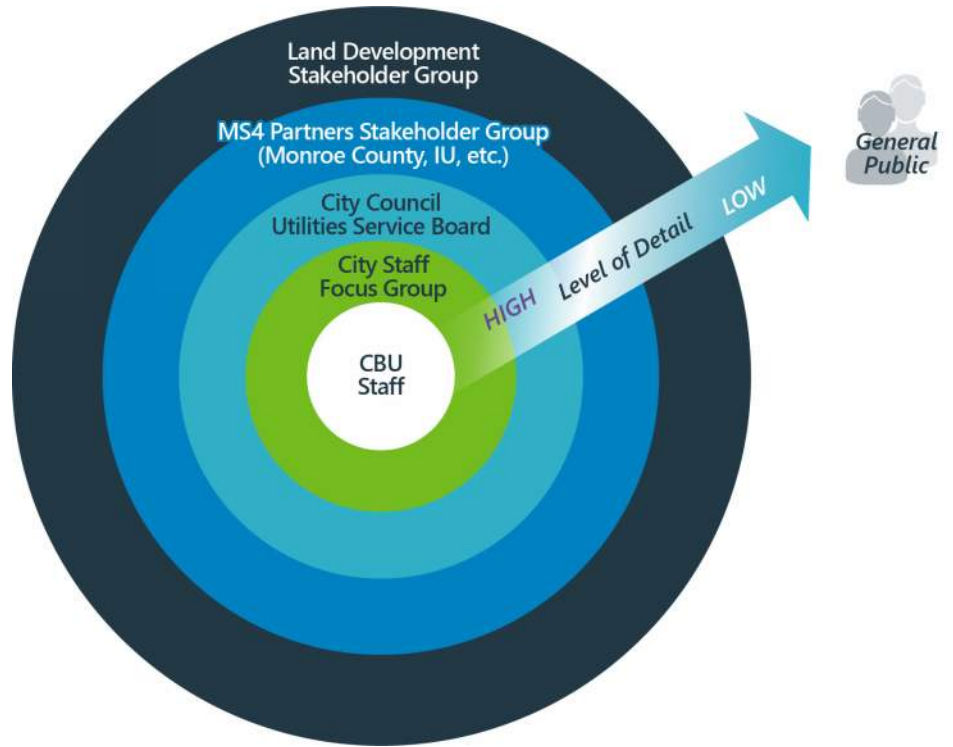 Land Development
Stakeholder Group
MS4 Partners Stakeholder Group
(Monroe County, IU, etc.)
City Council
Utilities Service Board
City Staff
Focus Group
CBU
Staff
HIGH Level of Detail LOW
General
Public